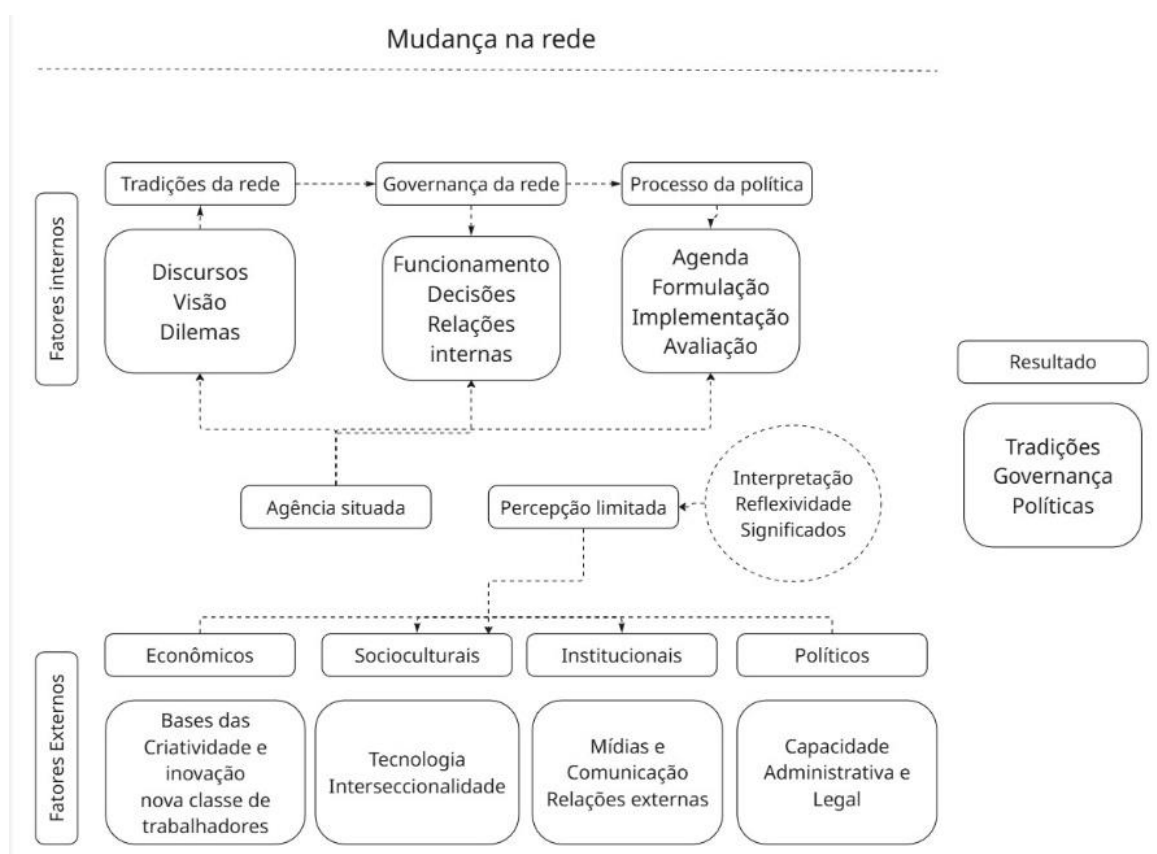 Mudança na rede
Fatores internos
Tradições da rede
Governança da rede
Processo da política
Discursos
Visão
Dilemas
Funcionamento
Decisões
Relações
internas
Agenda
Formulação
Implementação
Avaliação
Agência situada
Percepção limitada
Interpretação
Reflexividade
Significados
Resultado
Tradições
Governança
Políticas
Fatores Externos
Econômicos
Socioculturais
Institucionais
Políticos
Bases das
Criatividade e
inovação
nova classe de
trabalhadores
Tecnologia
Interseccionalidade
Mídias e
Comunicação
Relações externas
Capacidade
Administrativa e
Legal